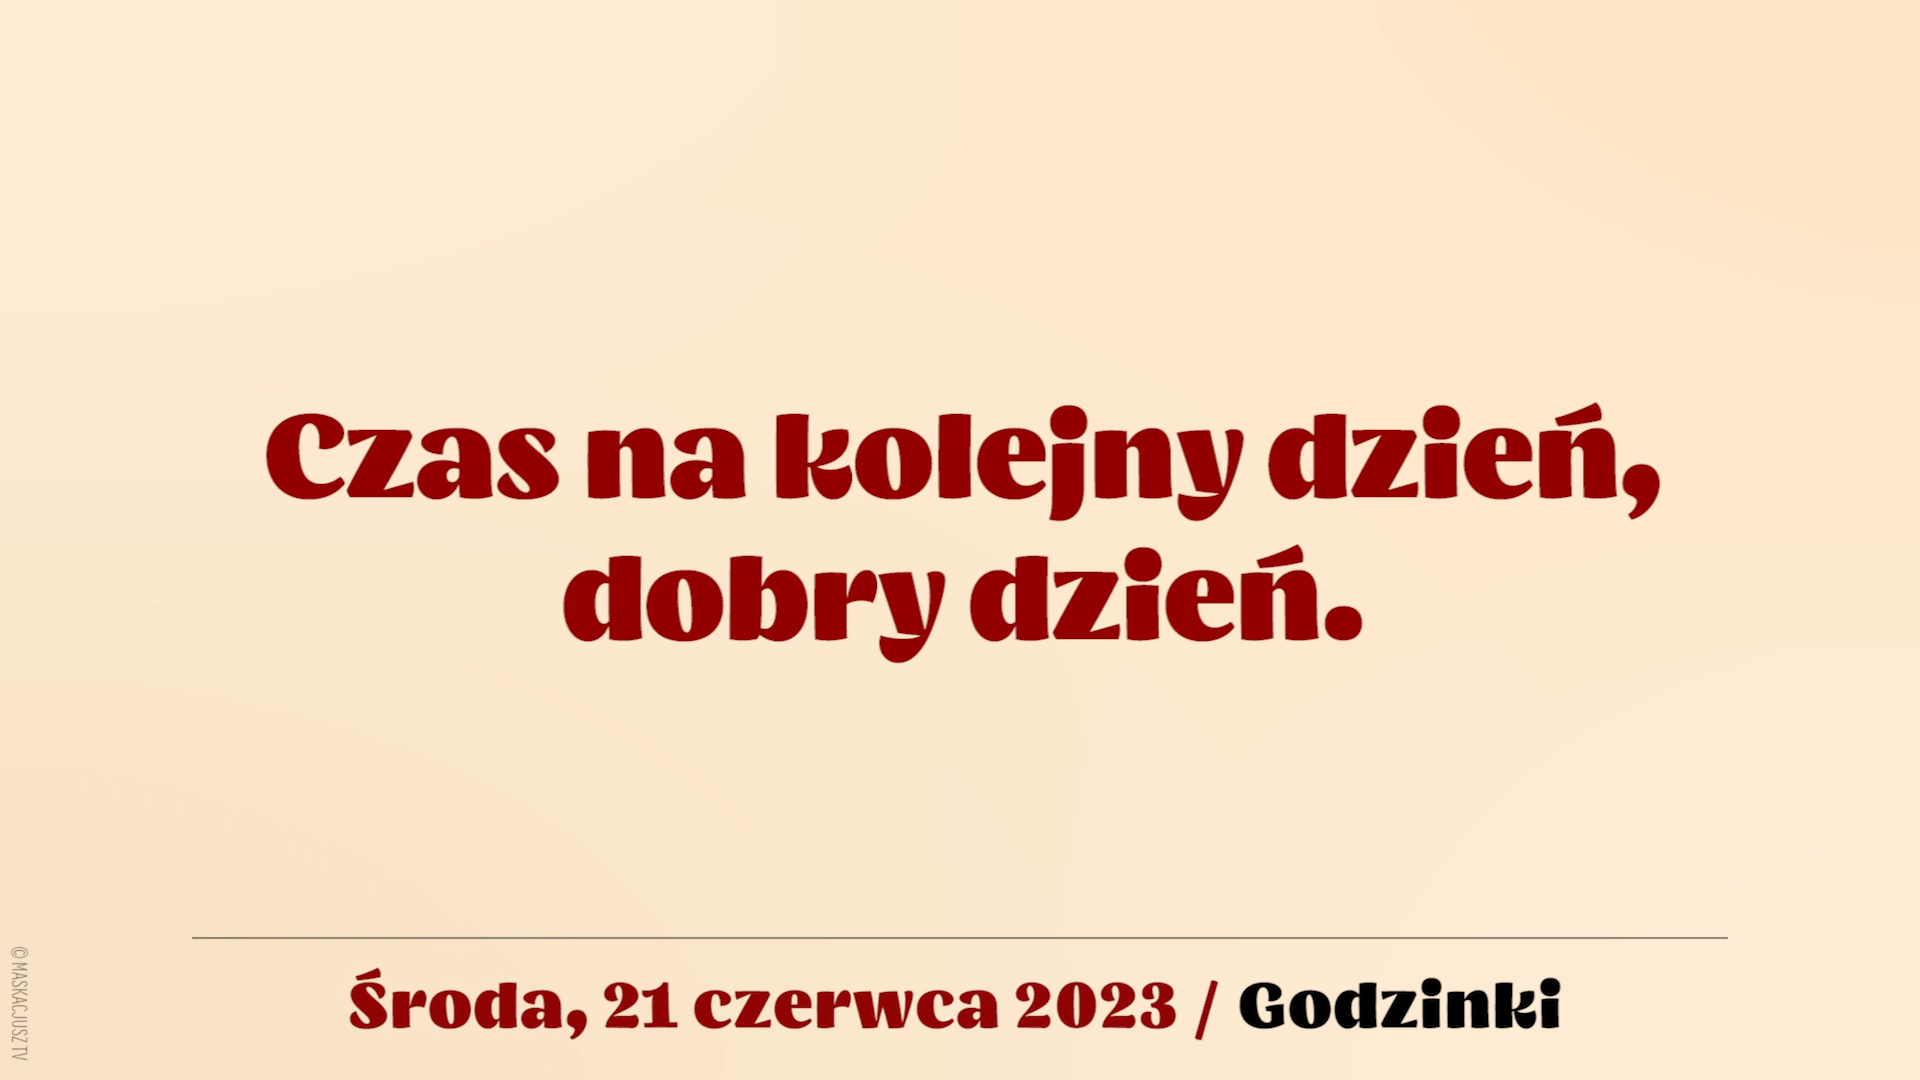 Czas na kolejny dzień,
dobry dzień.
Środa, 21 czerwca 2023 / Godzinki
© MASKACJUSZ TV